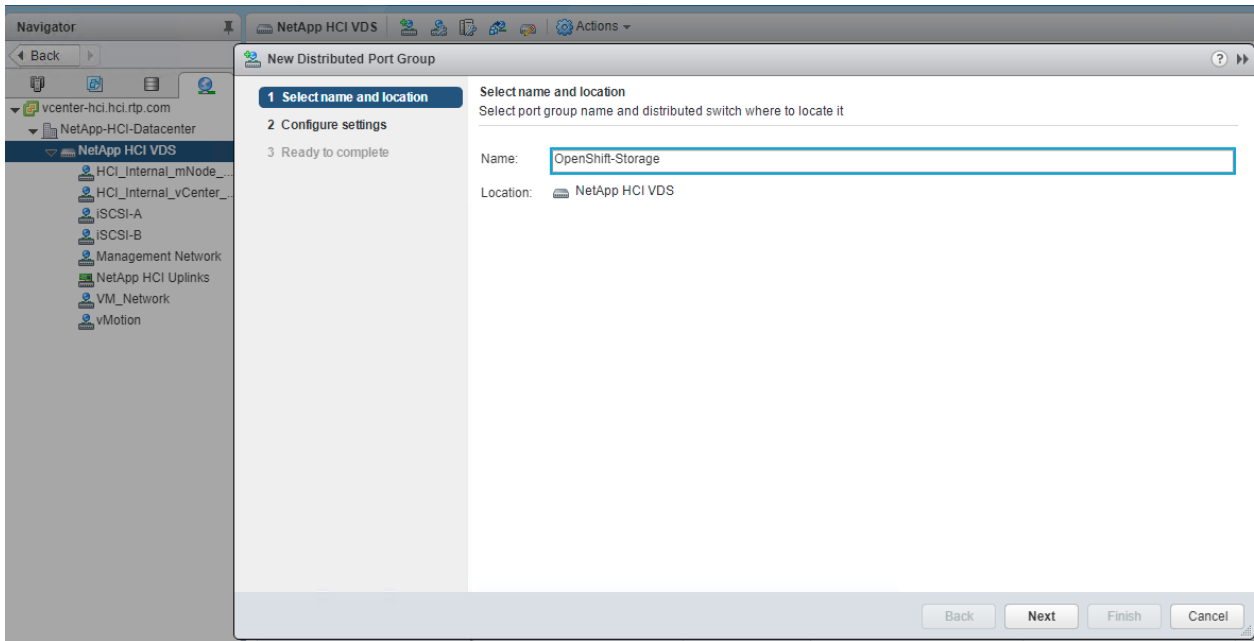 Navigator
NetApp HCI VDS
Actions
Back
New Distributed Port Group
?
vcenter-hci.hci.rtp.com
NetApp-HCI-Datacenter
NetApp HCI VDS
HCI_Internal_mNode_...
HCI_Internal_vCenter_...
iSCSI-A
iSCSI-B
Management Network
NetApp HCI Uplinks
VM_Network
vMotion
1 Select name and location
2 Configure settings
3 Ready to complete
Select name and location
Select port group name and distributed switch where to locate it
Name: OpenShift-Storage
Location: NetApp HCI VDS
Back Next Finish Cancel